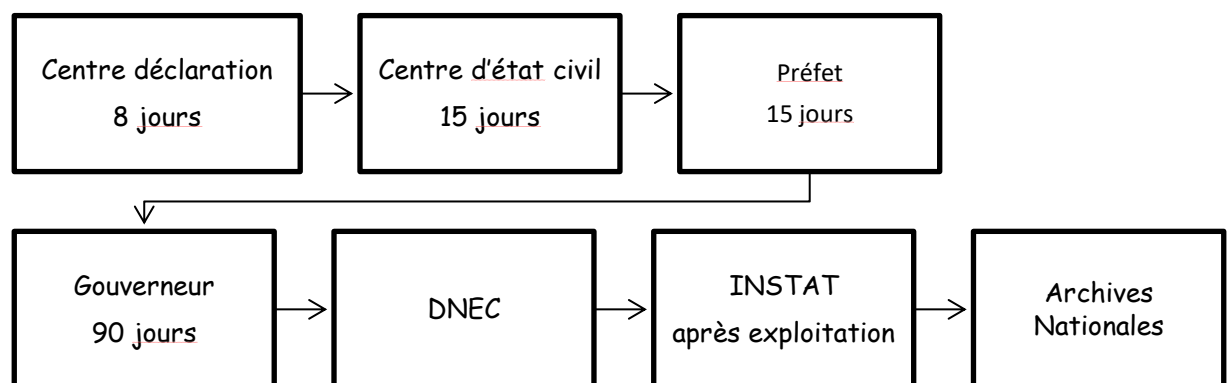 Centre déclaration
8 jours
Centre d'état civil
15 jours
Préfet
15 jours
Gouverneur
90 jours
DNEC
INSTAT
après exploitation
Archives
Nationales